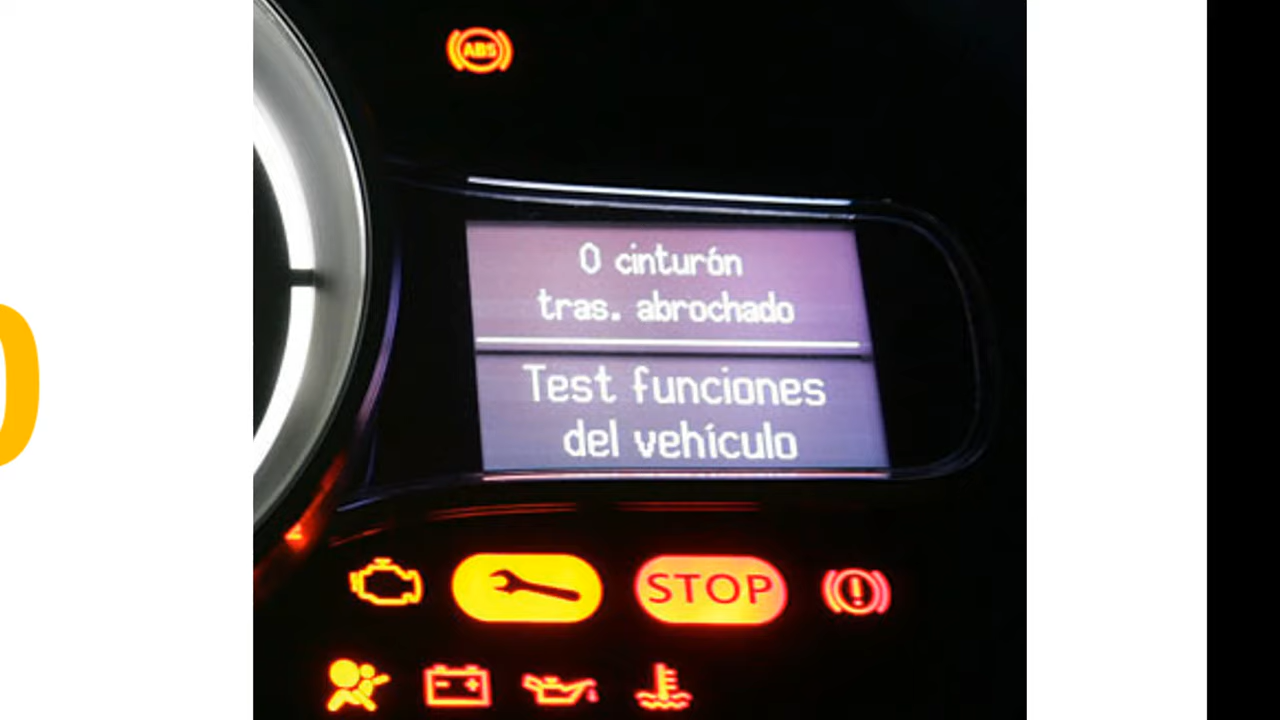 ABS
0 cinturón
tras. abrochado
Test funciones
del vehículo
STOP